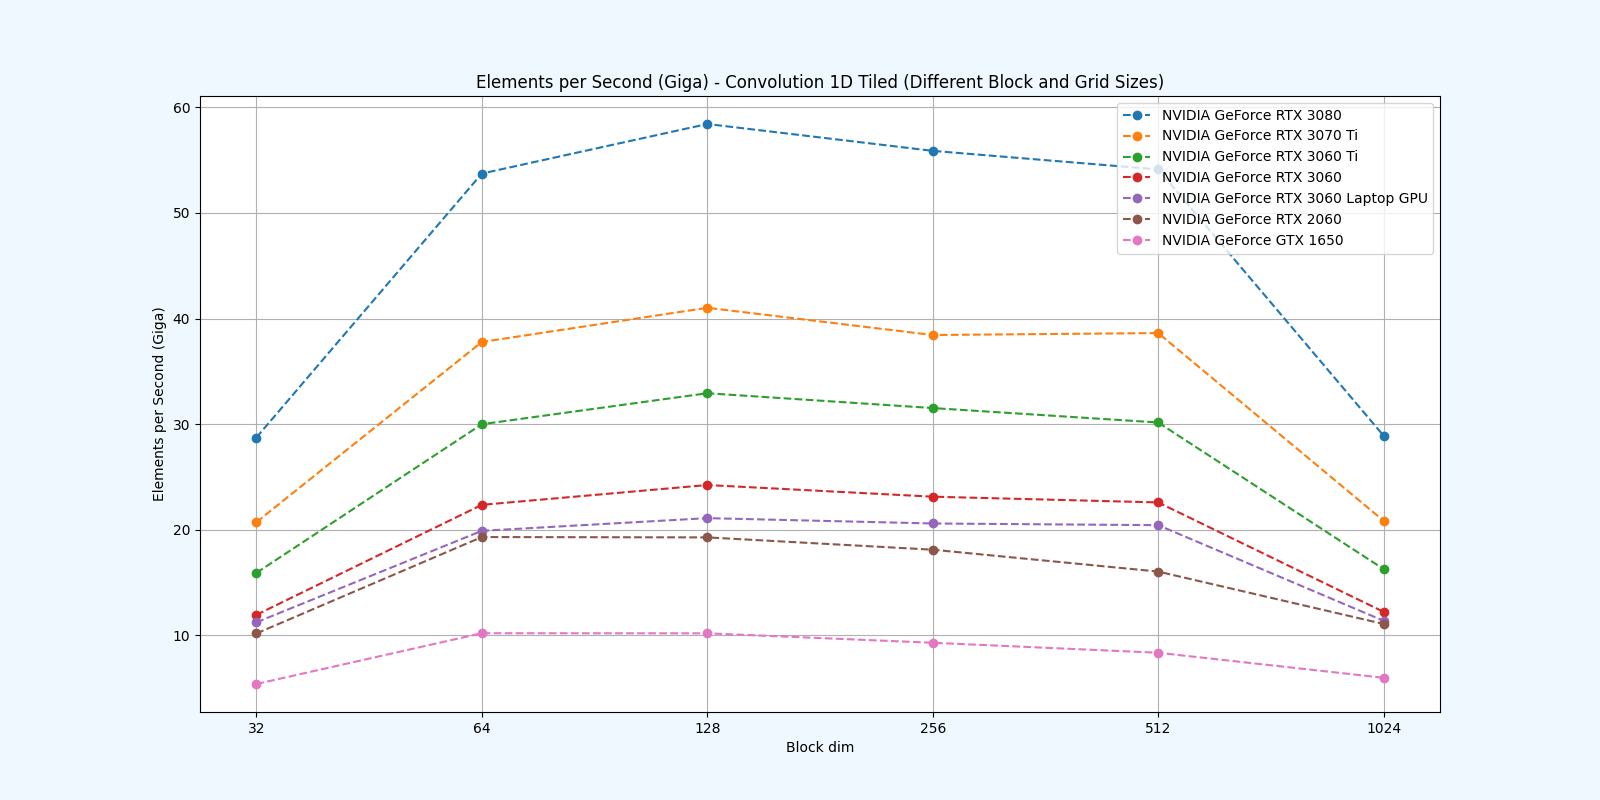 Elements per Second (Giga) - Convolution 1D Tiled (Different Block and Grid Sizes)
Elements per Second (Giga)
60
50
40
30
20
10
NVIDIA GeForce RTX 3080
NVIDIA GeForce RTX 3070 Ti
NVIDIA GeForce RTX 3060 Ti
NVIDIA GeForce RTX 3060
NVIDIA GeForce RTX 3060 Laptop GPU
NVIDIA GeForce RTX 2060
NVIDIA GeForce GTX 1650
32 64 128 256 512 1024
Block dim